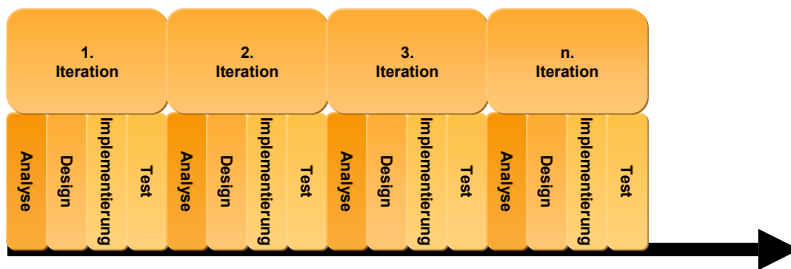 1.
Iteration
2.
Iteration
3.
Iteration
n.
Iteration
Analyse
Design
Implementierung
Test
Analyse
Design
Implementierung
Test
Analyse
Design
Implementierung
Test
Analyse
Design
Implementierung
Test